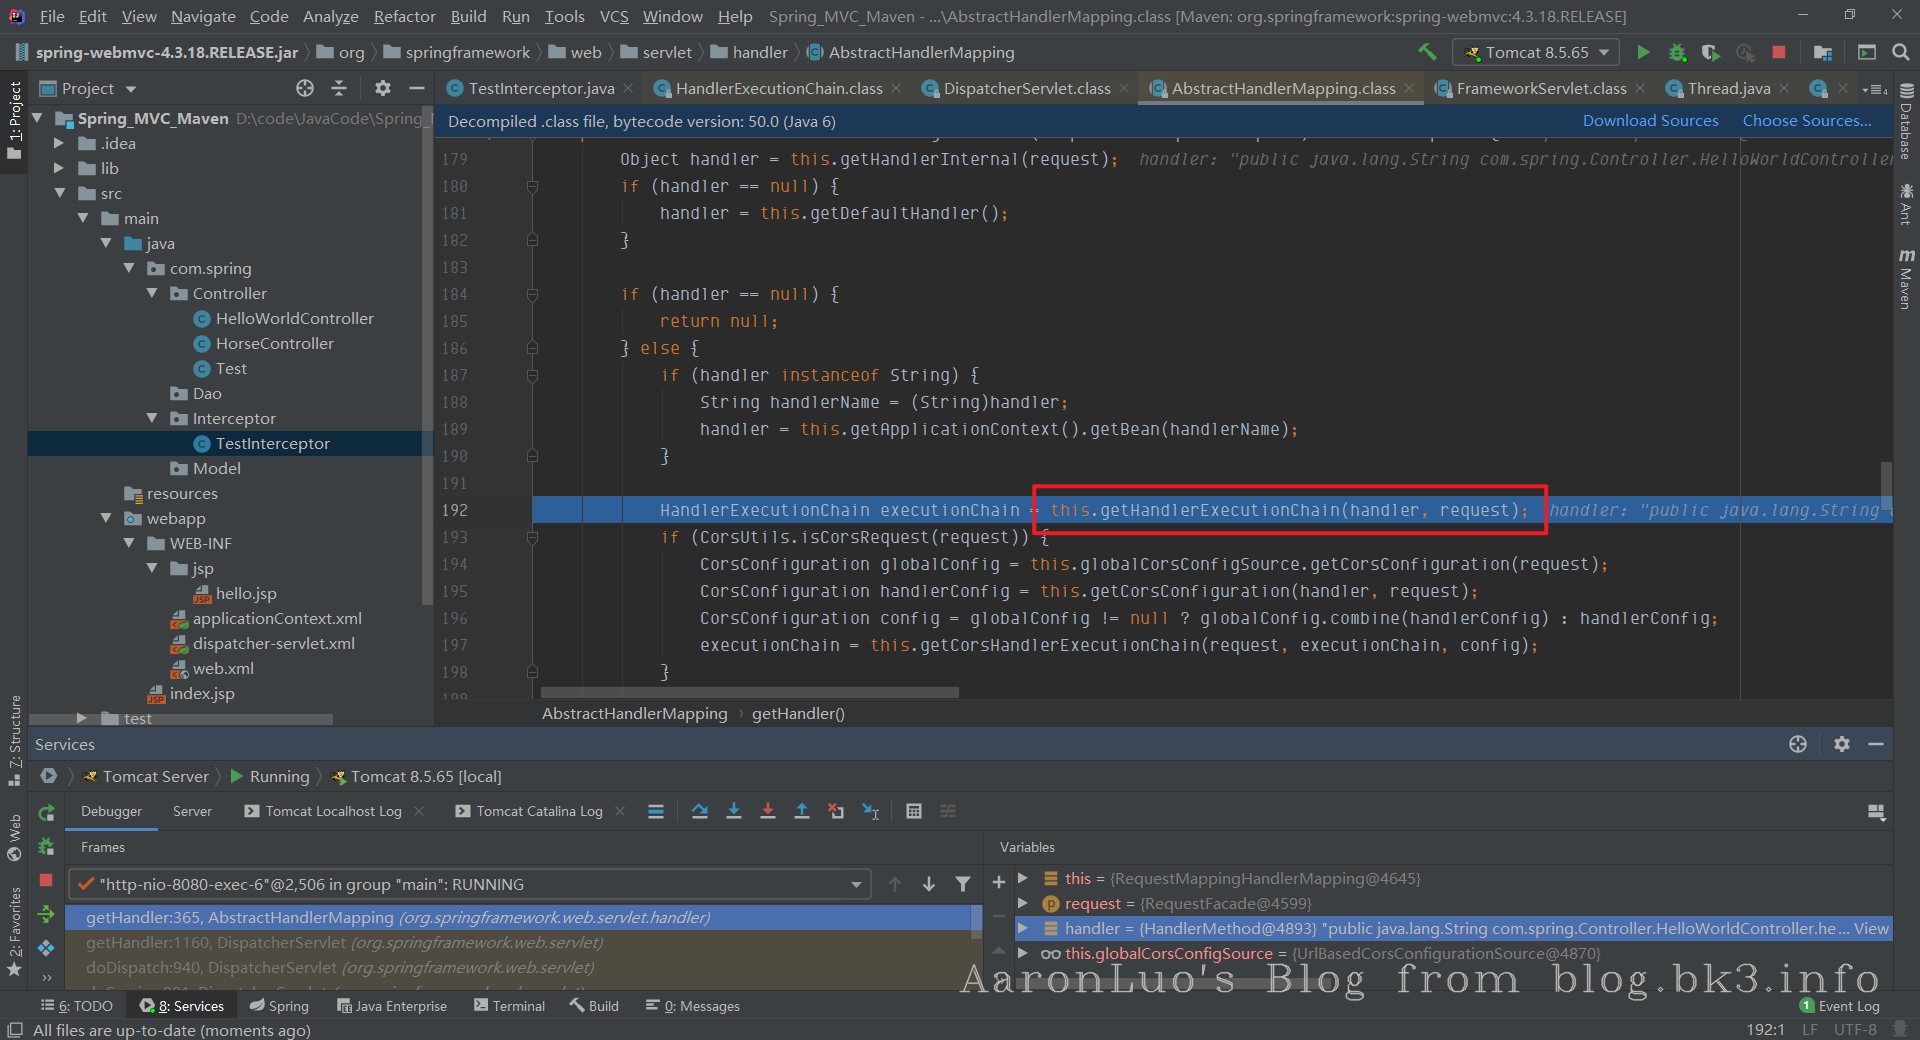 File Edit View Navigate Code Analyze Refactor Build Run Tools VCS Window Help Spring_MVC_Maven - ...\AbstractHandlerMapping.class [Maven: org.springframework:spring-webmvc:4.3.18.RELEASE]
spring-webmvc-4.3.18.RELEASE.jar org springframework web servlet handler AbstractHandlerMapping
Tomcat 8.5.65
1: Project
Project
TestInterceptor.java HandlerExecutionChain.class DispatcherServlet.class AbstractHandlerMapping.class FrameworkServlet.class Thread.java
Spring_MVC_Maven D:\code\JavaCode\Spring_
.idea
lib
src
main
java
com.spring
Controller
HelloWorldController
HorseController
Test
Dao
Interceptor
TestInterceptor
Model
resources
webapp
WEB-INF
jsp
hello.jsp
applicationContext.xml
dispatcher-servlet.xml
web.xml
index.jsp
test
Decompiled .class file, bytecode version: 50.0 (Java 6) Download Sources Choose Sources...
179 Object handler = this.getHandlerInternal(request); handler: "public java.lang.String com.spring.Controller.HelloWorldController
180 if (handler == null) {
181 handler = this.getDefaultHandler();
182 }
183
184 if (handler == null) {
185 return null;
186 } else {
187 if (handler instanceof String) {
188 String handlerName = (String)handler;
189 handler = this.getApplicationContext().getBean(handlerName);
190 }
191
192 HandlerExecutionChain executionChain = this.getHandlerExecutionChain(handler, request); handler: "public java.lang.String
193 if (CorsUtils.isCorsRequest(request)) {
194 CorsConfiguration globalConfig = this.globalCorsConfigSource.getCorsConfiguration(request);
195 CorsConfiguration handlerConfig = this.getCorsConfiguration(handler, request);
196 CorsConfiguration config = globalConfig != null ? globalConfig.combine(handlerConfig) : handlerConfig;
197 executionChain = this.getCorsHandlerExecutionChain(request, executionChain, config);
198 }
199
AbstractHandlerMapping › getHandler()
Database
Ant
Maven
7: Structure
Web
2: Favorites
Services
Tomcat Server Running Tomcat 8.5.65 [local]
Debugger Server Tomcat Localhost Log Tomcat Catalina Log
Frames
"http-nio-8080-exec-6"@2,506 in group "main": RUNNING
getHandler:365, AbstractHandlerMapping (org.springframework.web.servlet.handler)
getHandler:1160, DispatcherServlet (org.springframework.web.servlet)
doDispatch:940, DispatcherServlet (org.springframework.web.servlet)
Variables
this = {RequestMappingHandlerMapping@4645}
request = {RequestFacade@4599}
handler = {HandlerMethod@4893} "public java.lang.String com.spring.Controller.HelloWorldController.he... View
this.globalCorsConfigSource = {UrlBasedCorsConfigurationSource@4870}
AaronLuo's Blog from blog.bk3.info
6: TODO 8: Services Spring Java Enterprise Terminal Build 0: Messages 1 Event Log
All files are up-to-date (moments ago) 192:1 LF UTF-8